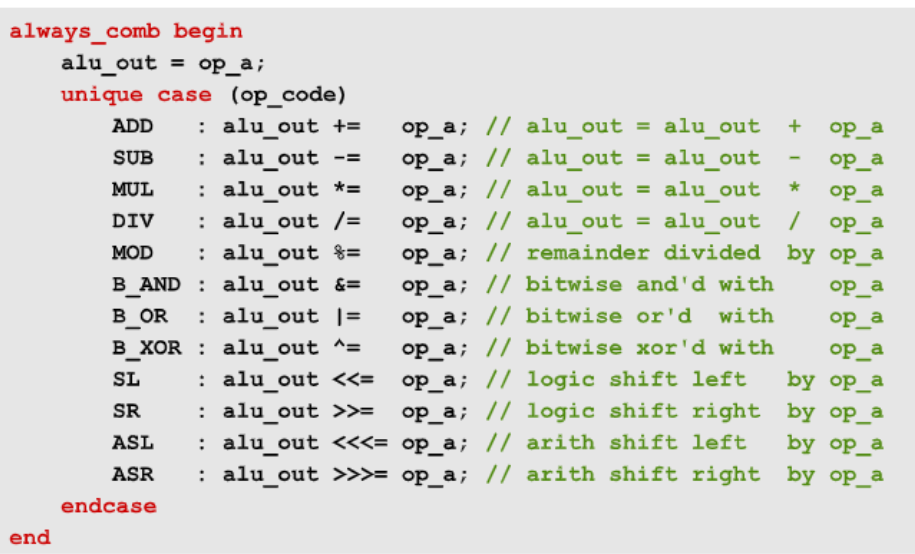 always_comb begin
    alu_out = op_a;
    unique case (op_code)
        ADD   : alu_out +=   op_a; // alu_out = alu_out  +  op_a
        SUB   : alu_out -=   op_a; // alu_out = alu_out  -  op_a
        MUL   : alu_out *=   op_a; // alu_out = alu_out  *  op_a
        DIV   : alu_out /=   op_a; // alu_out = alu_out  /  op_a
        MOD   : alu_out %=   op_a; // remainder divided  by op_a
        B_AND : alu_out &=   op_a; // bitwise and'd with    op_a
        B_OR  : alu_out |=   op_a; // bitwise or'd  with    op_a
        B_XOR : alu_out ^=   op_a; // bitwise xor'd with    op_a
        SL    : alu_out <<=  op_a; // logic shift left   by op_a
        SR    : alu_out >>=  op_a; // logic shift right  by op_a
        ASL   : alu_out <<<= op_a; // arith shift left   by op_a
        ASR   : alu_out >>>= op_a; // arith shift right  by op_a
    endcase
end